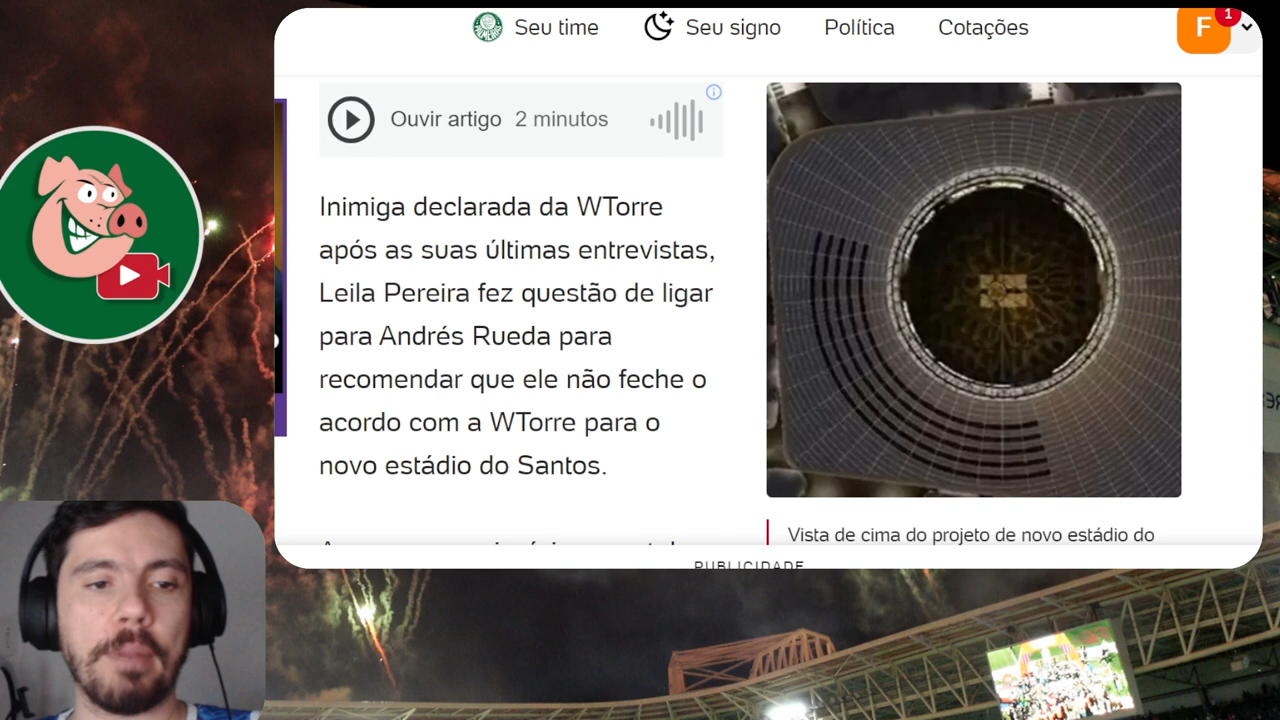 Seu time
Seu signo
Política
Cotações
F
1
Ouvir artigo 2 minutos
Inimiga declarada da WTorre
após as suas últimas entrevistas,
Leila Pereira fez questão de ligar
para Andrés Rueda para
recomendar que ele não feche o
acordo com a WTorre para o
novo estádio do Santos.
Vista de cima do projeto de novo estádio do
PUBLICIDADE